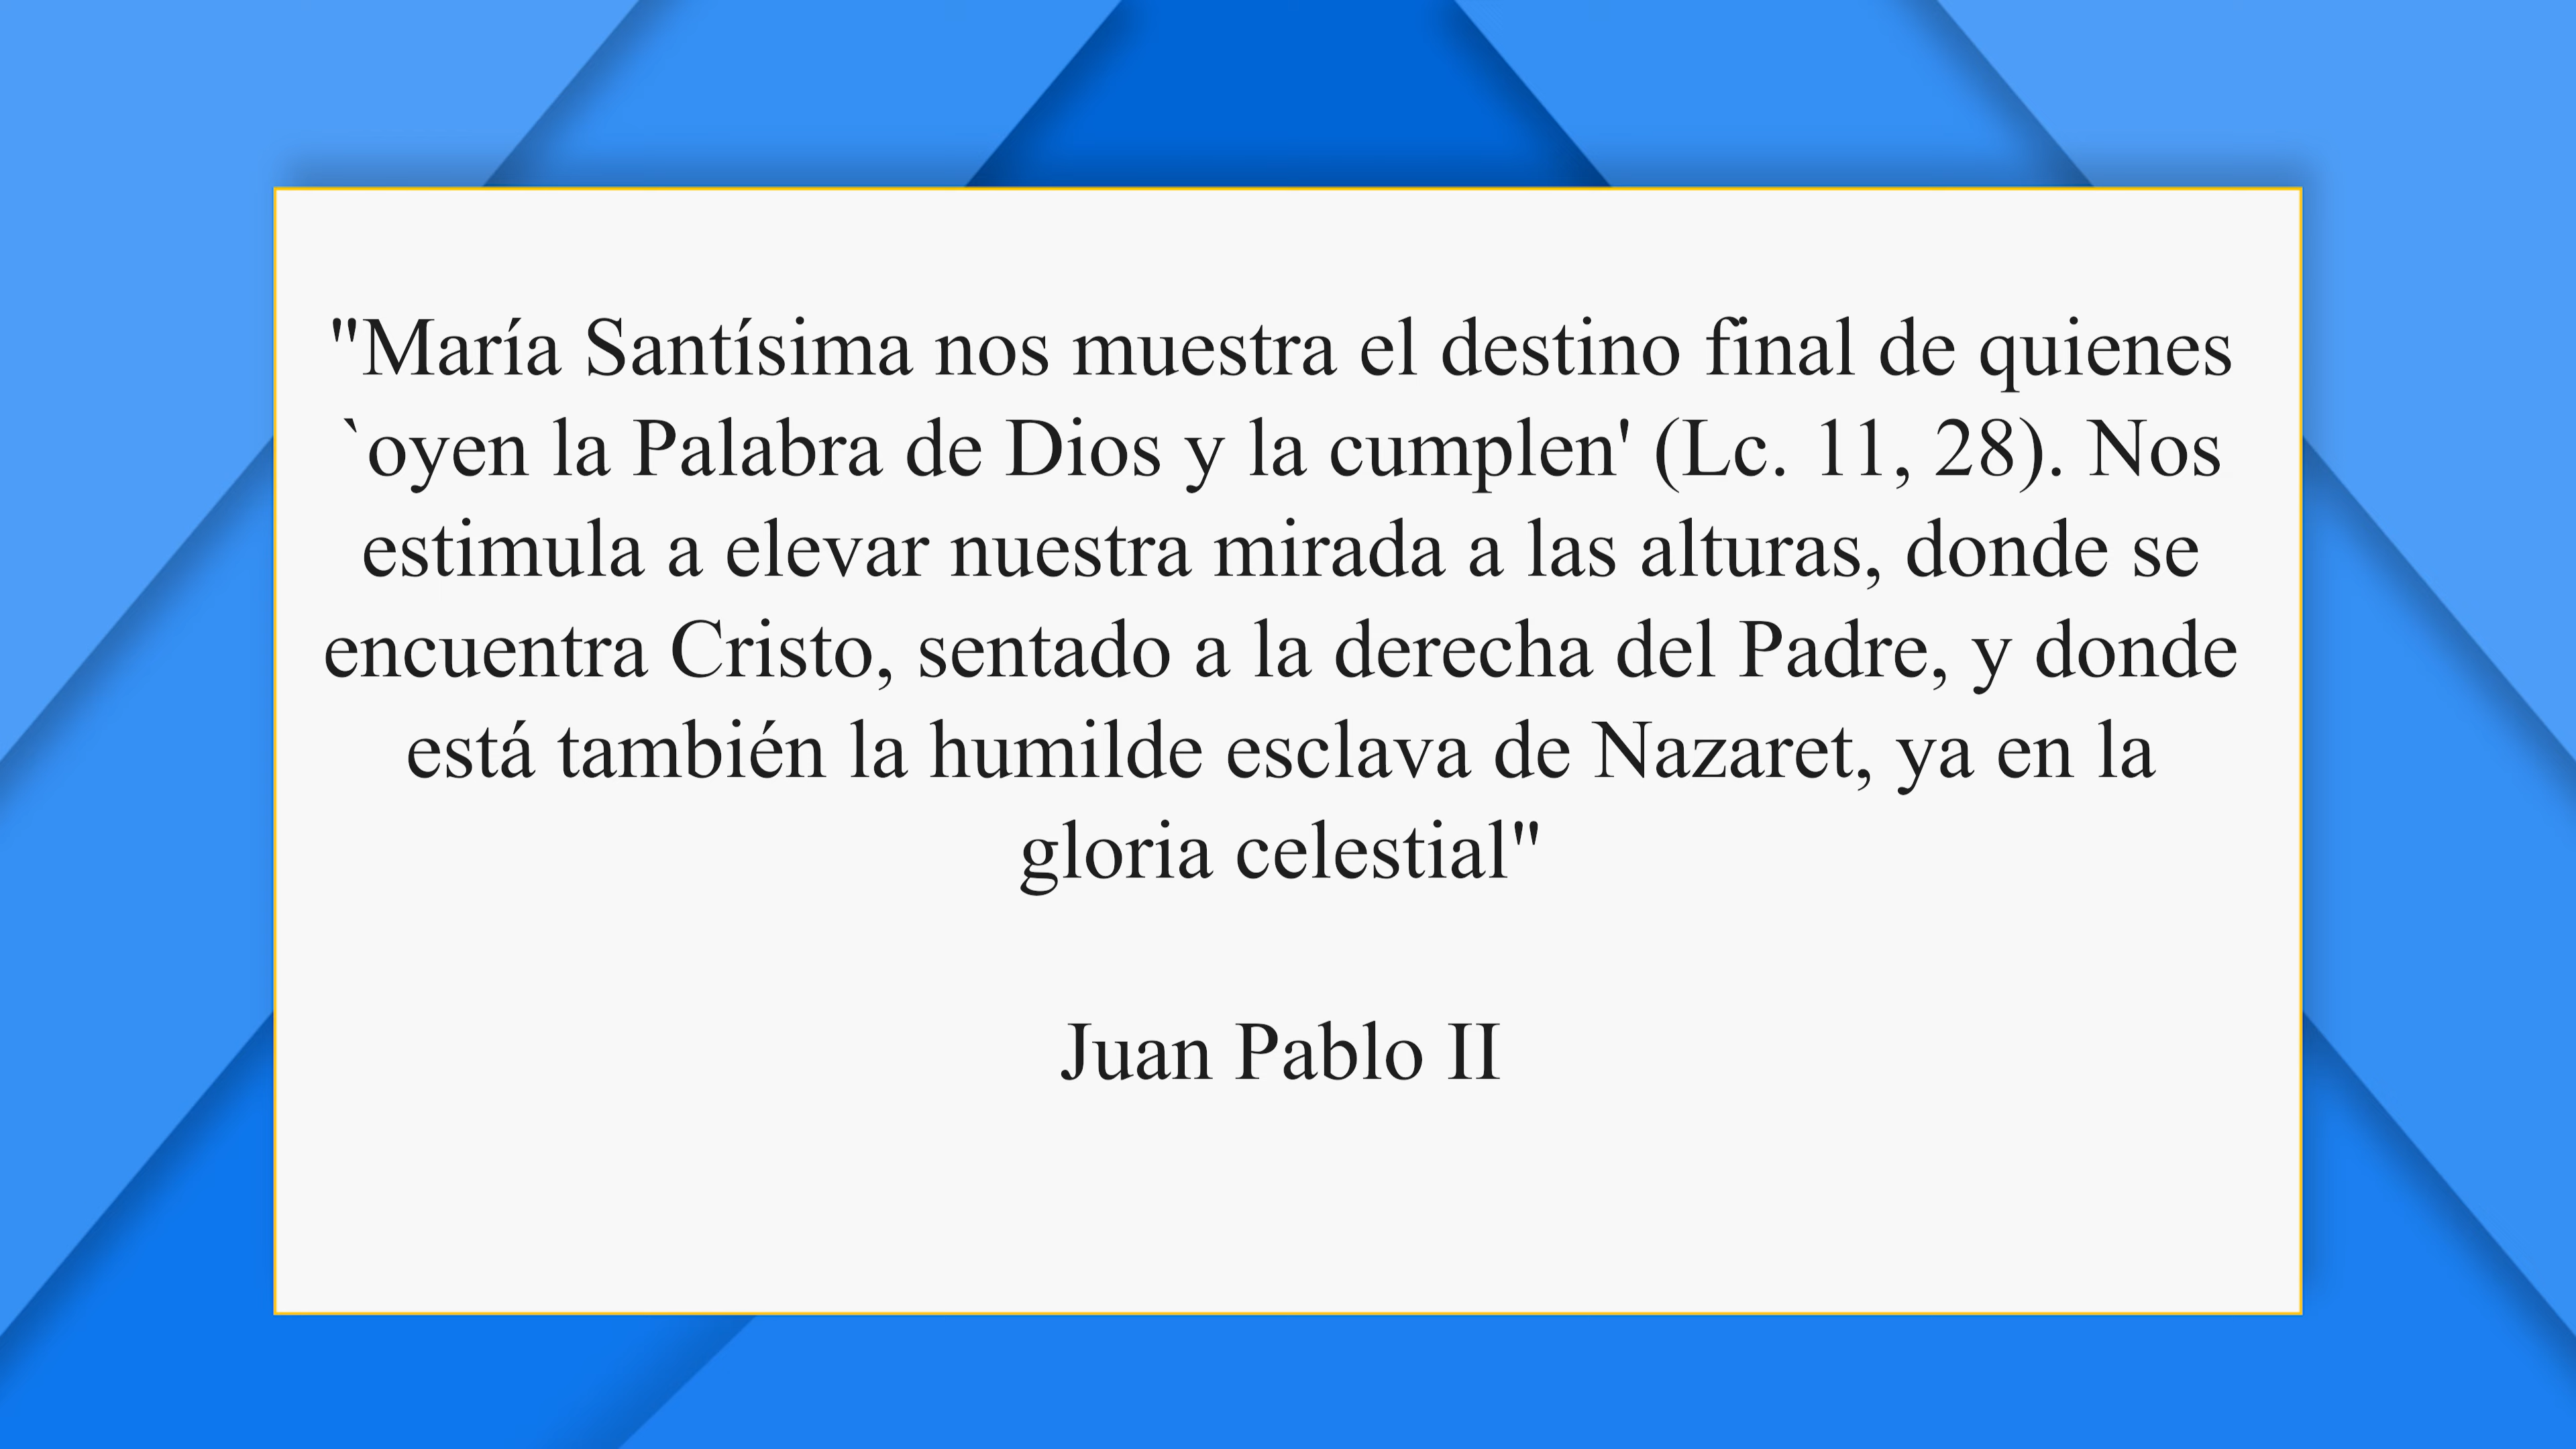 "María Santísima nos muestra el destino final de quienes
`oyen la Palabra de Dios y la cumplen' (Lc. 11, 28). Nos
estimula a elevar nuestra mirada a las alturas, donde se
encuentra Cristo, sentado a la derecha del Padre, y donde
está también la humilde esclava de Nazaret, ya en la
gloria celestial"
Juan Pablo II